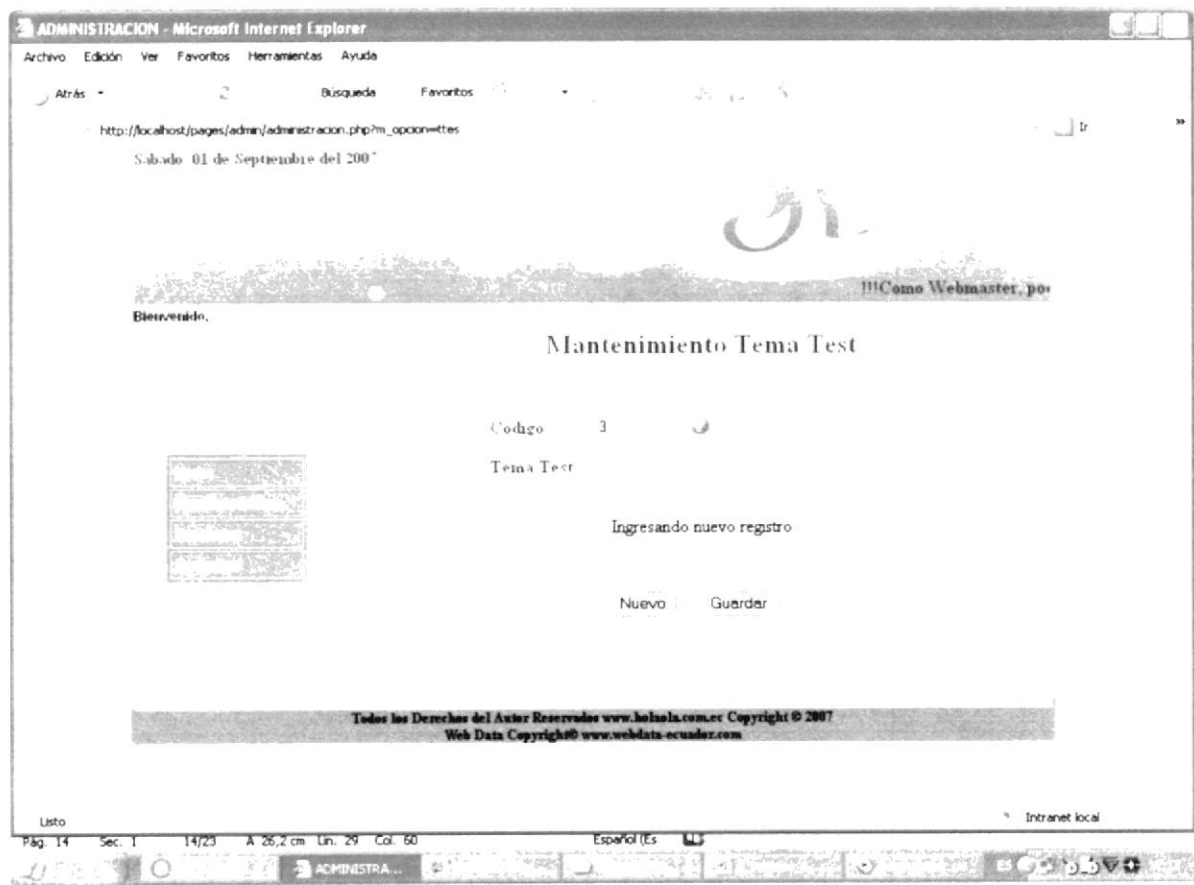 ADMINISTRACION - Microsoft Internet Explorer
Archivo Edición Ver Favoritos Herramientas Ayuda
Atrás Búsqueda Favoritos
http://localhost/pages/admin/administracion.php?m_opcion=ttes Ir »
Sabado 01 de Septiembre del 200
!!!Como Webmaster, po
Bienvenido,
Mantenimiento Tema Test
Codigo 3
Tema Test
Ingresando nuevo registro
Nuevo Guardar
Todos los Derechos del Autor Reservados www.holaola.com.ec Copyright © 2007
Web Data Copyright© www.webdata-ecuador.com
Listo Intranet local
Pág. 14 Sec. 1 14/23 A 26,2 cm Lín. 29 Col. 60 Español (Es
ADMINISTRA... ES